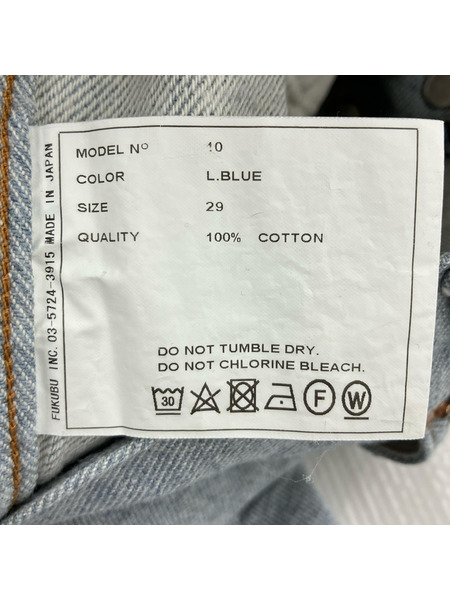 MODEL Nº 10
COLOR L.BLUE
SIZE 29
QUALITY 100% COTTON
DO NOT TUMBLE DRY.
DO NOT CHLORINE BLEACH.
30 F W
FUKUBU INC. 03-5724-3915 MADE IN JAPAN